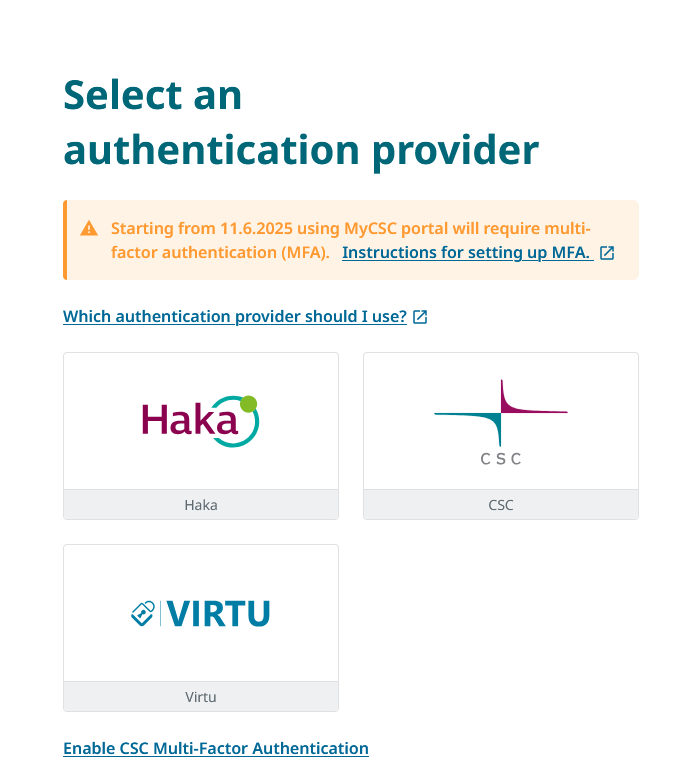 Select an
authentication provider
Starting from 11.6.2025 using MyCSC portal will require multi-
factor authentication (MFA). Instructions for setting up MFA.
Which authentication provider should I use?
Haka
CSC
Haka
CSC
VIRTU
Virtu
Enable CSC Multi-Factor Authentication